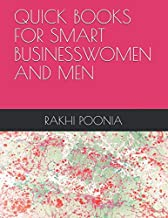 QUICK BOOKS
FOR SMART
BUSINESSWOMEN
AND MEN
RAKHI POONIA